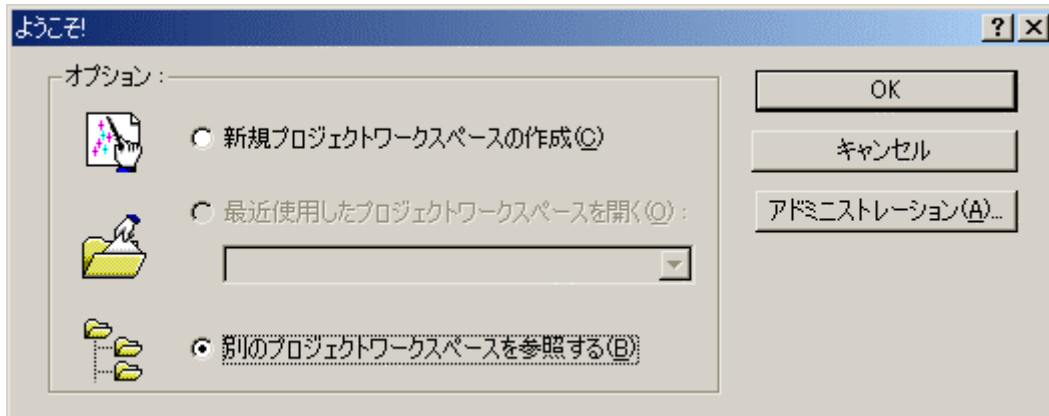 ようこそ!
オプション :
新規プロジェクトワークスペースの作成(C)
最近使用したプロジェクトワークスペースを開く(O) :
別のプロジェクトワークスペースを参照する(B)
OK
キャンセル
アドミニストレーション(A)...